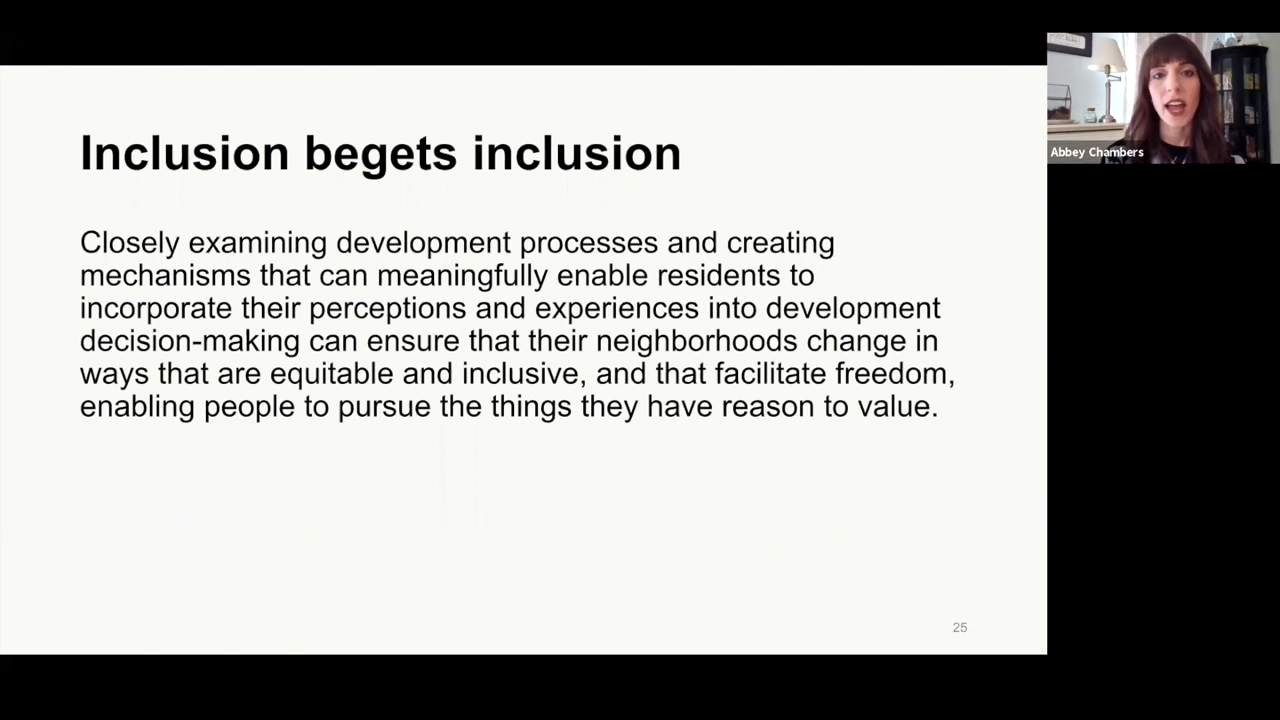 Inclusion begets inclusion
Closely examining development processes and creating
mechanisms that can meaningfully enable residents to
incorporate their perceptions and experiences into development
decision-making can ensure that their neighborhoods change in
ways that are equitable and inclusive, and that facilitate freedom,
enabling people to pursue the things they have reason to value.
25
Abbey Chambers